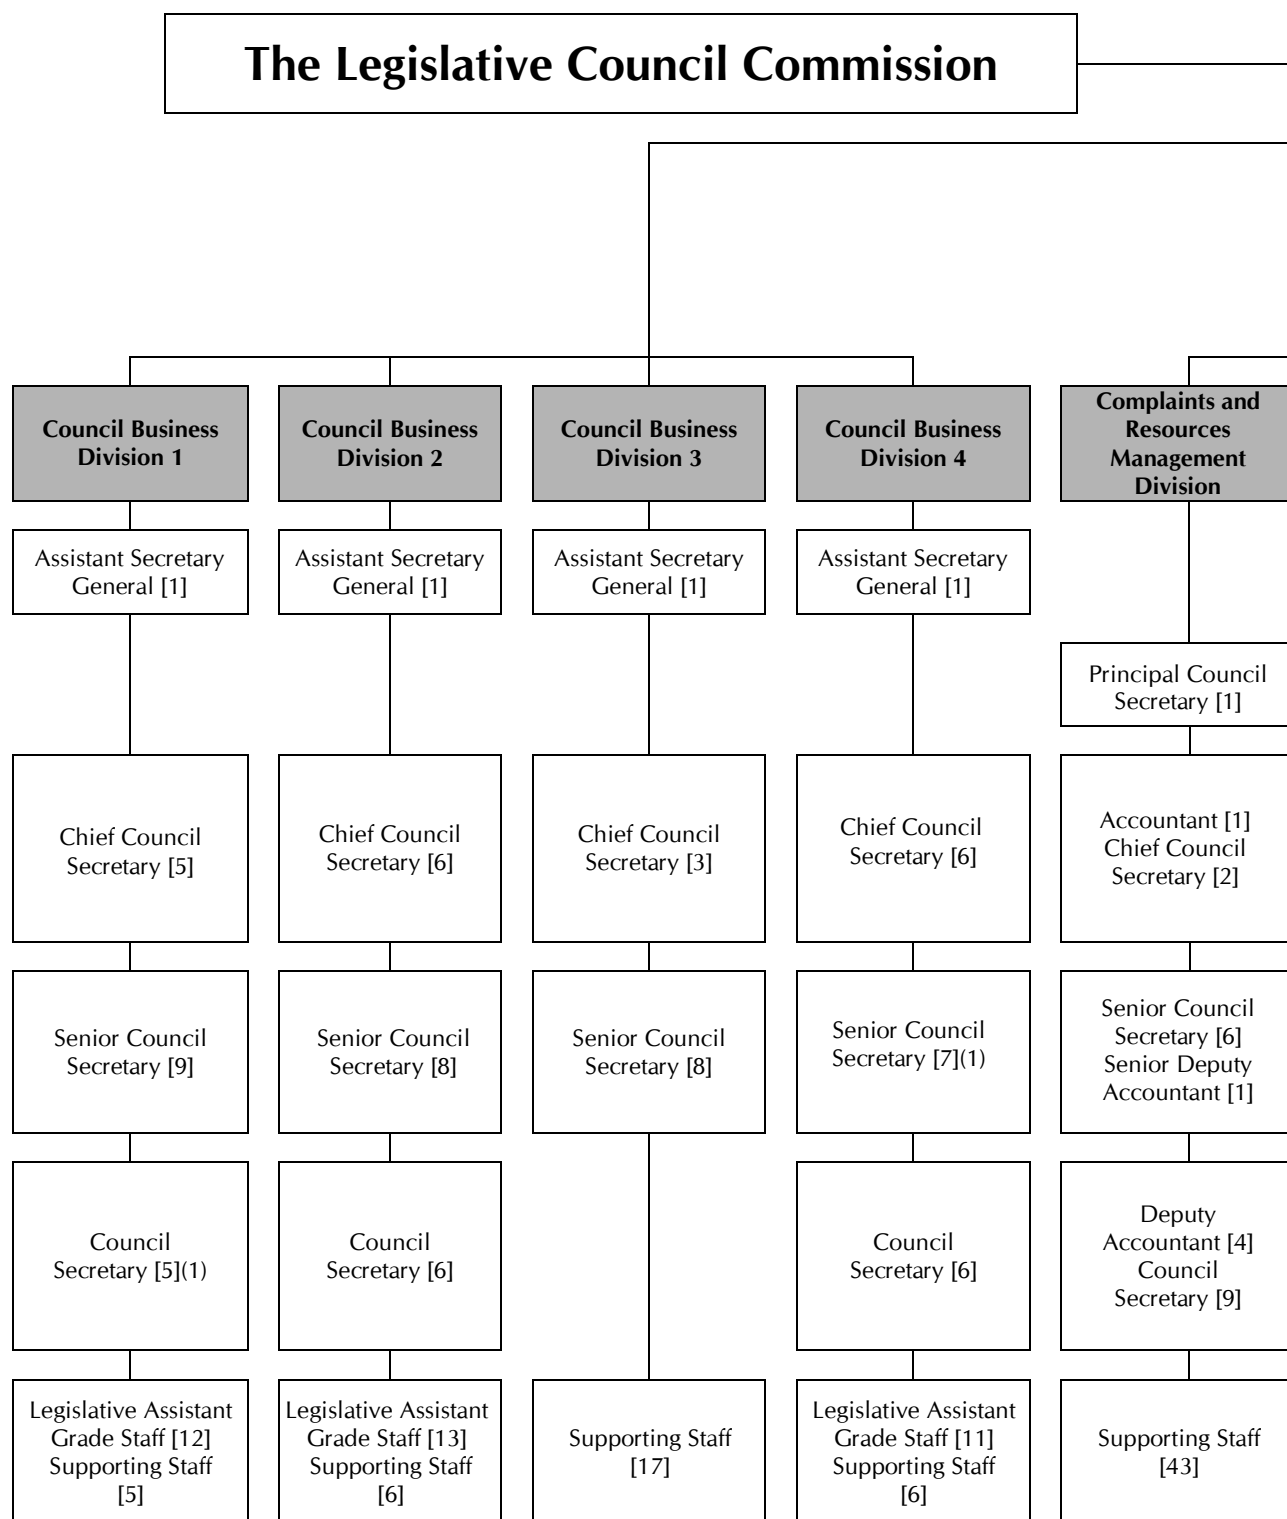 The Legislative Council Commission
Council Business
Division 1
Council Business
Division 2
Council Business
Division 3
Council Business
Division 4
Complaints and
Resources
Management
Division
Assistant Secretary
General [1]
Assistant Secretary
General [1]
Assistant Secretary
General [1]
Assistant Secretary
General [1]
Principal Council
Secretary [1]
Chief Council
Secretary [5]
Chief Council
Secretary [6]
Chief Council
Secretary [3]
Chief Council
Secretary [6]
Accountant [1]
Chief Council
Secretary [2]
Senior Council
Secretary [9]
Senior Council
Secretary [8]
Senior Council
Secretary [8]
Senior Council
Secretary [7](1)
Senior Council
Secretary [6]
Senior Deputy
Accountant [1]
Council
Secretary [5](1)
Council
Secretary [6]
Council
Secretary [6]
Deputy
Accountant [4]
Council
Secretary [9]
Legislative Assistant
Grade Staff [12]
Supporting Staff
[5]
Legislative Assistant
Grade Staff [13]
Supporting Staff
[6]
Supporting Staff
[17]
Legislative Assistant
Grade Staff [11]
Supporting Staff
[6]
Supporting Staff
[43]